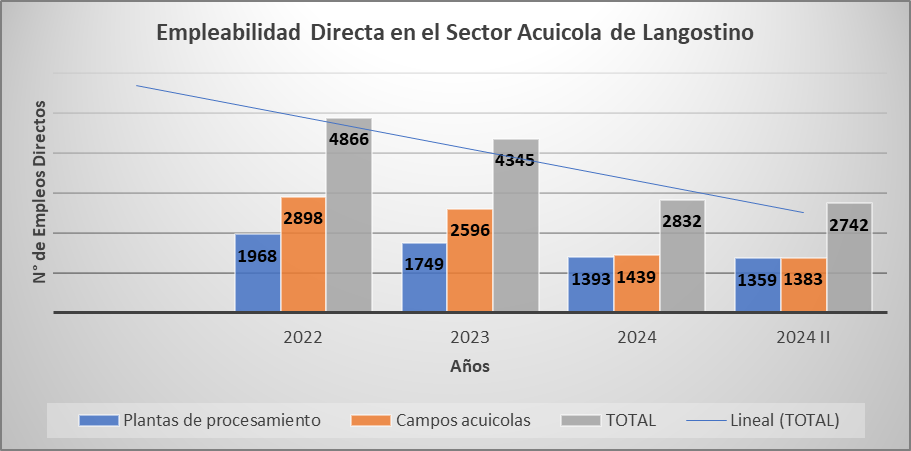 Empleabilidad Directa en el Sector Acuicola de Langostino
N° de Empleos Directos
1968
2898
4866
1749
2596
4345
1393
1439
2832
1359
1383
2742
2022
2023
2024
2024 II
Años
Plantas de procesamiento
Campos acuicolas
TOTAL
Lineal (TOTAL)